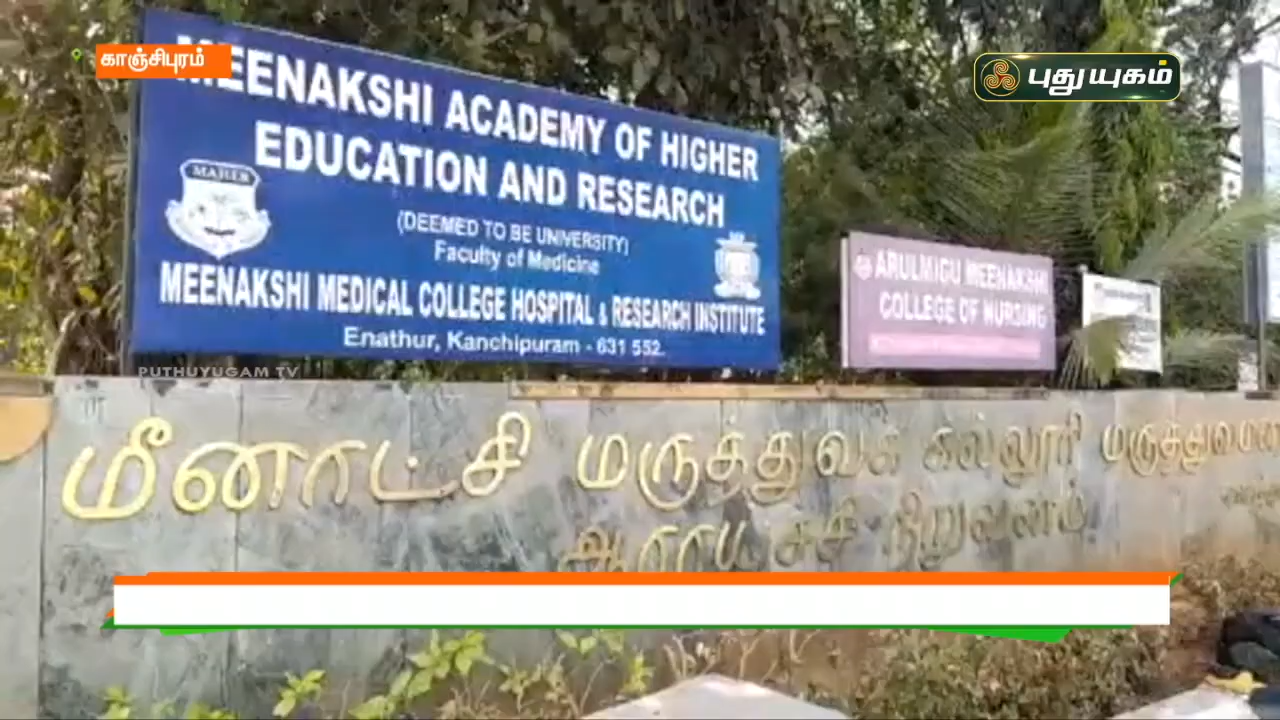 காஞ்சிபுரம்
புதுயுகம்
MEENAKSHI ACADEMY OF HIGHER
EDUCATION AND RESEARCH
MAHER
(DEEMED TO BE UNIVERSITY)
Faculty of Medicine
MEENAKSHI MEDICAL COLLEGE HOSPITAL & RESEARCH INSTITUTE
Enathur, Kanchipuram - 631 552.
ARULMIGU MEENAKSHI
COLLEGE OF NURSING
PUTHUYUGAM TV
மீனாட்சி மருத்துவக் கல்லூரி
ஆராய்ச்சி நிறுவனம்